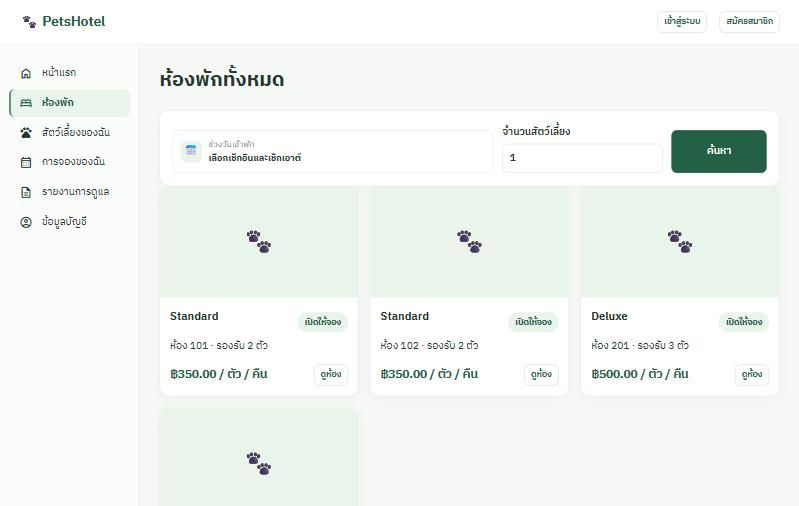 PetsHotel
เข้าสู่ระบบ
สมัครสมาชิก
หน้าแรก
ห้องพัก
สัตว์เลี้ยงของฉัน
การจองของฉัน
รายงานการดูแล
ข้อมูลบัญชี
ห้องพักทั้งหมด
ช่วงวันเข้าพัก
เลือกเช็กอินและเช็กเอาต์
จำนวนสัตว์เลี้ยง
1
ค้นหา
Standard
เปิดให้จอง
ห้อง 101 · รองรับ 2 ตัว
฿350.00 / ตัว / คืน
ดูห้อง
Standard
เปิดให้จอง
ห้อง 102 · รองรับ 2 ตัว
฿350.00 / ตัว / คืน
ดูห้อง
Deluxe
เปิดให้จอง
ห้อง 201 · รองรับ 3 ตัว
฿500.00 / ตัว / คืน
ดูห้อง